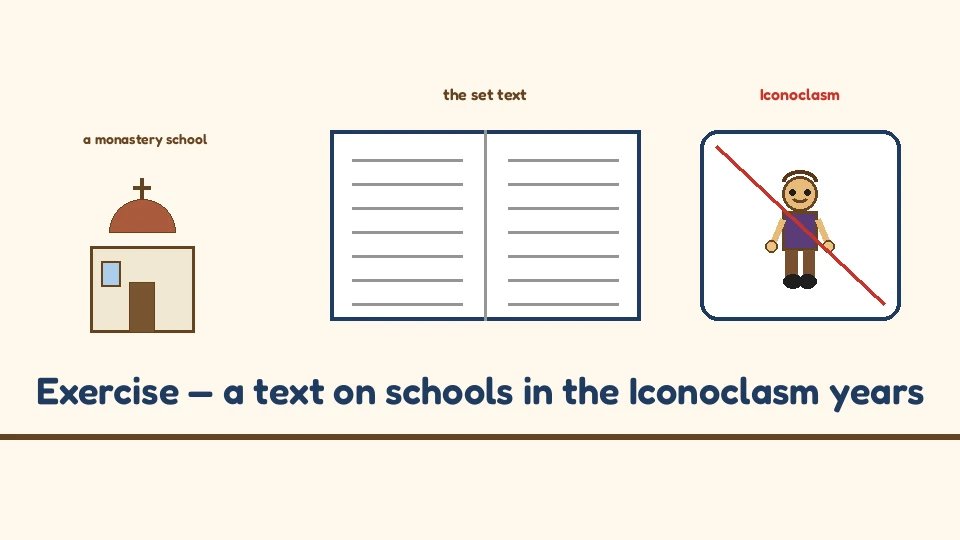 the set text
Iconoclasm
a monastery school
Exercise — a text on schools in the Iconoclasm years